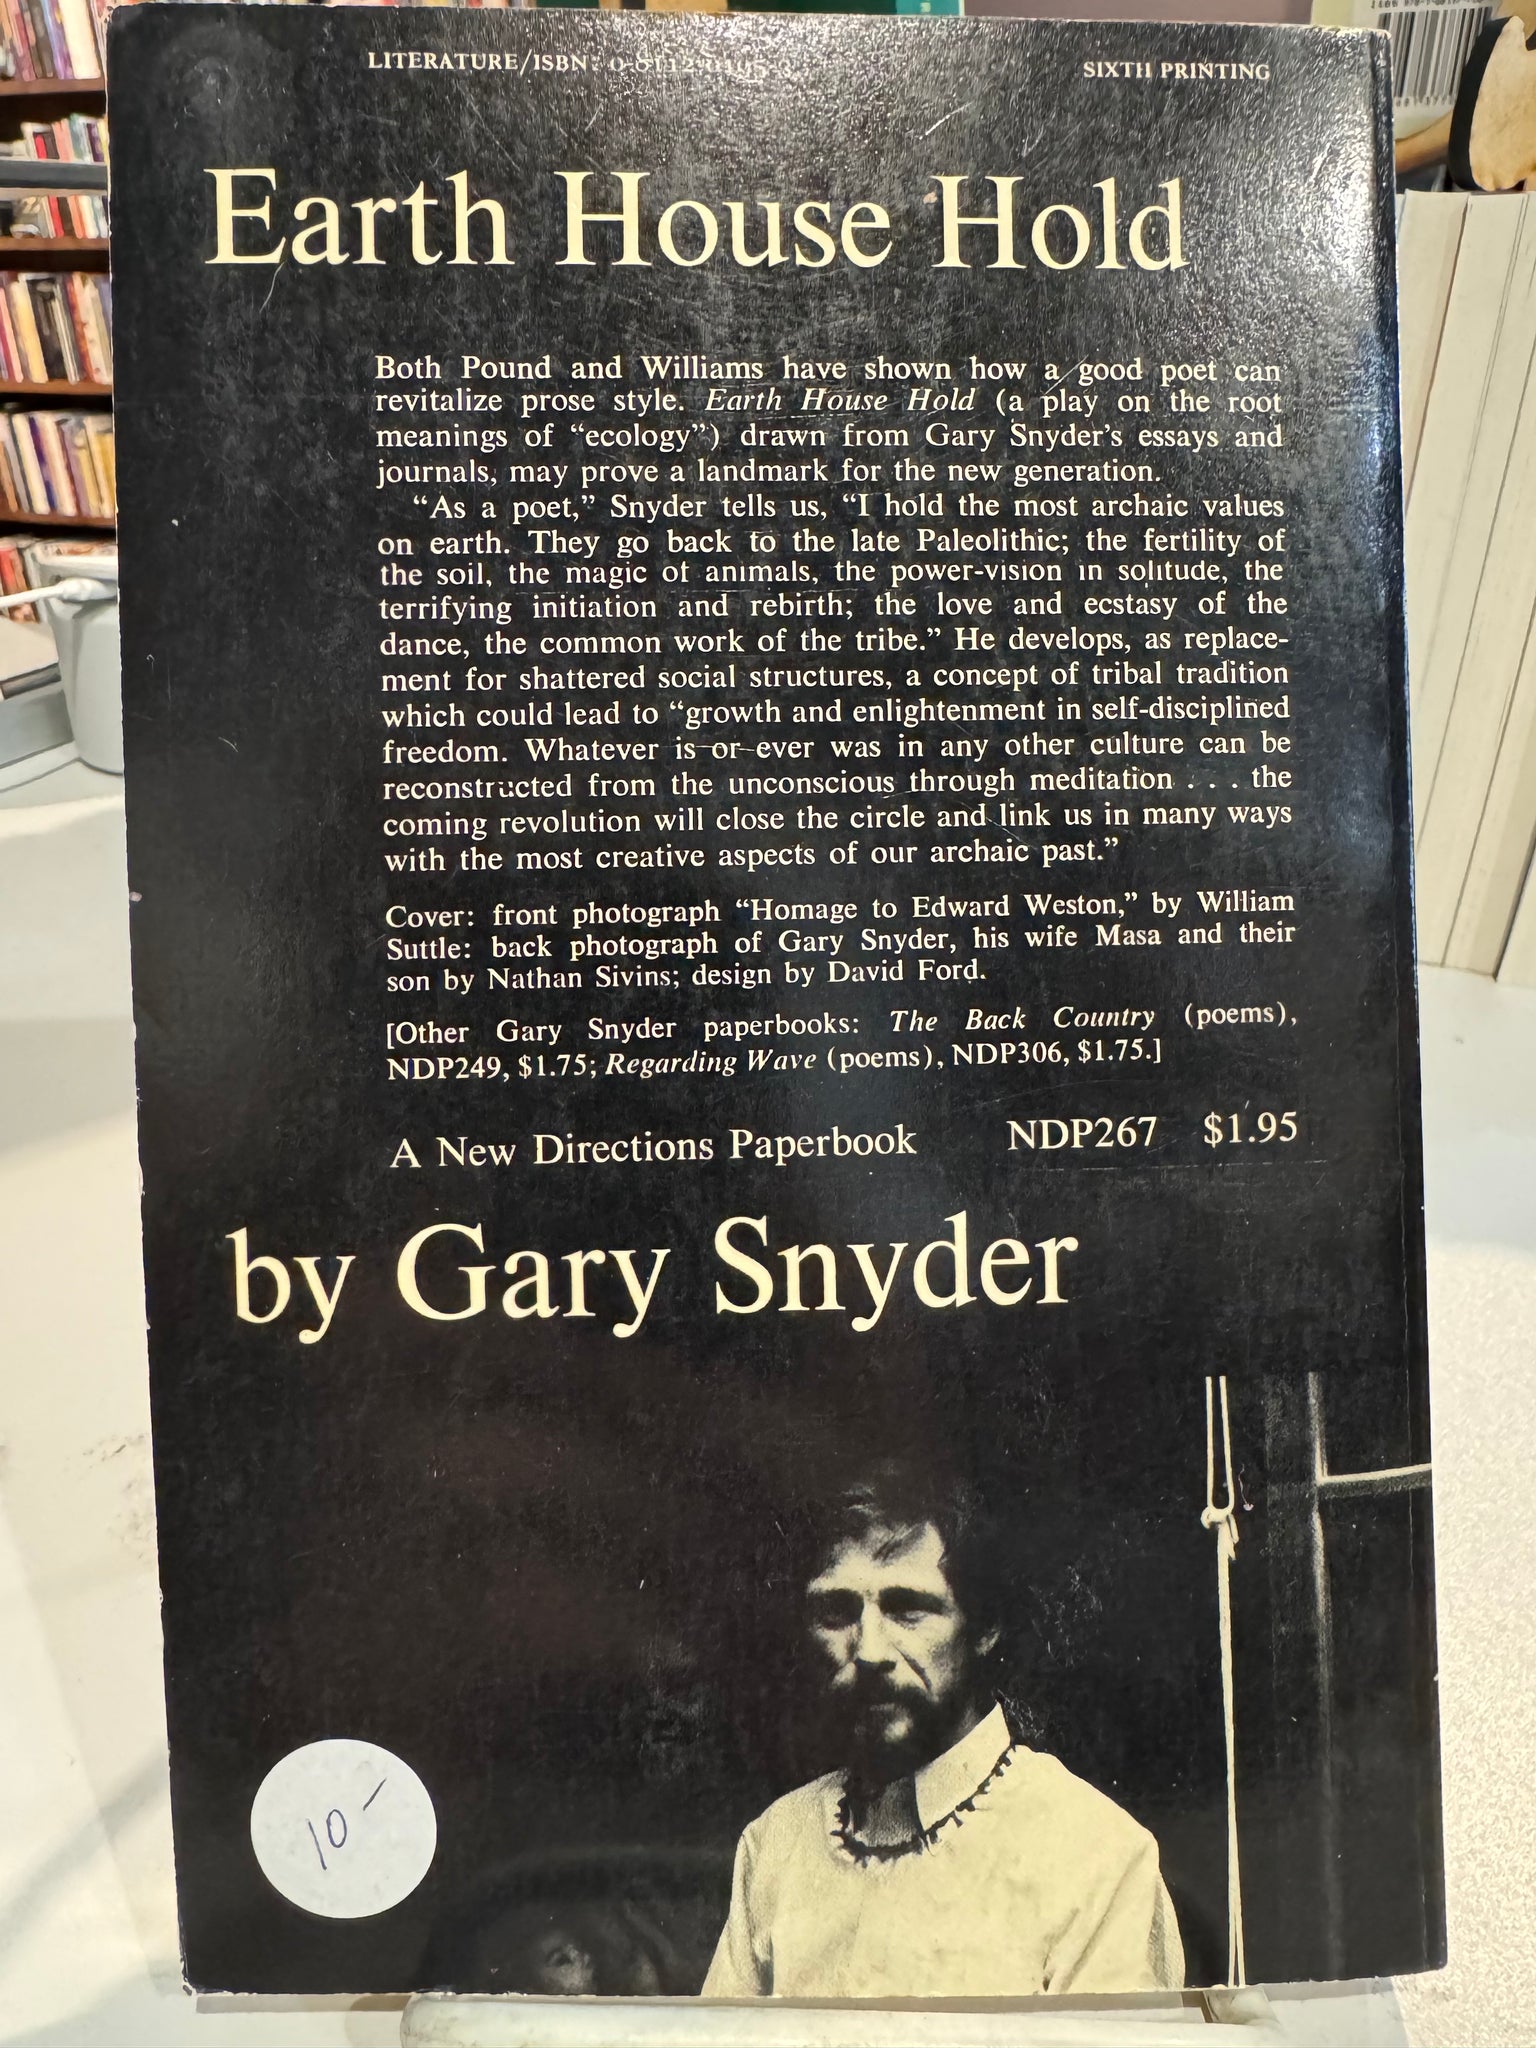 LITERATURE/ISBN: 0-8112-0195-
SIXTH PRINTING
Earth House Hold
Both Pound and Williams have shown how a good poet can
revitalize prose style. Earth House Hold (a play on the root
meanings of “ecology”) drawn from Gary Snyder’s essays and
journals, may prove a landmark for the new generation.
“As a poet,” Snyder tells us, “I hold the most archaic values
on earth. They go back to the late Paleolithic; the fertility of
the soil, the magic of animals, the power-vision in solitude, the
terrifying initiation and rebirth; the love and ecstasy of the
dance, the common work of the tribe.” He develops, as replace-
ment for shattered social structures, a concept of tribal tradition
which could lead to “growth and enlightenment in self-disciplined
freedom. Whatever is or ever was in any other culture can be
reconstructed from the unconscious through meditation . . . the
coming revolution will close the circle and link us in many ways
with the most creative aspects of our archaic past.”
Cover: front photograph “Homage to Edward Weston,” by William
Suttle: back photograph of Gary Snyder, his wife Masa and their
son by Nathan Sivins; design by David Ford.
[Other Gary Snyder paperbooks: The Back Country (poems),
NDP249, $1.75; Regarding Wave (poems), NDP306, $1.75.]
A New Directions Paperbook NDP267 $1.95
by Gary Snyder
10-